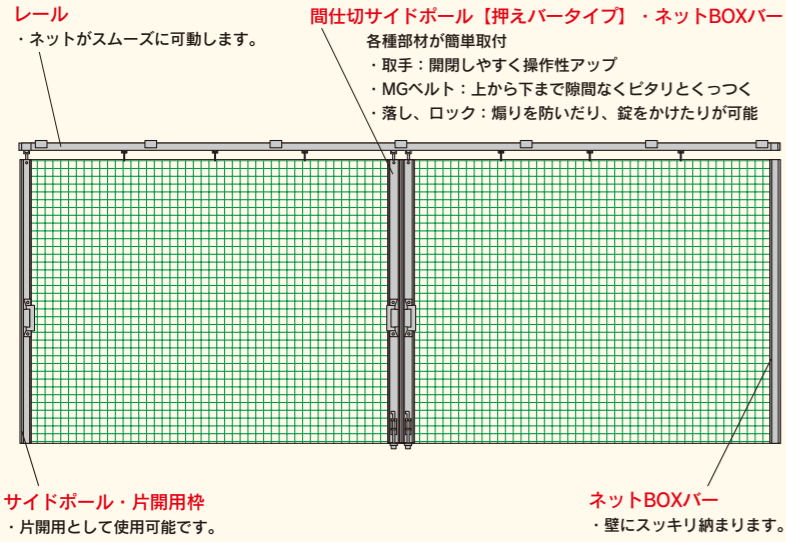 レール
・ネットがスムーズに可動します。
間仕切サイドポール【押えバータイプ】・ネットBOXバー
各種部材が簡単取付
・取手：開閉しやすく操作性アップ
・MGベルト：上から下まで隙間なくピタリとくっつく
・落し、ロック：煽りを防いだり、錠をかけたりが可能
サイドポール・片開用枠
・片開用として使用可能です。
ネットBOXバー
・壁にスッキリ納まります。